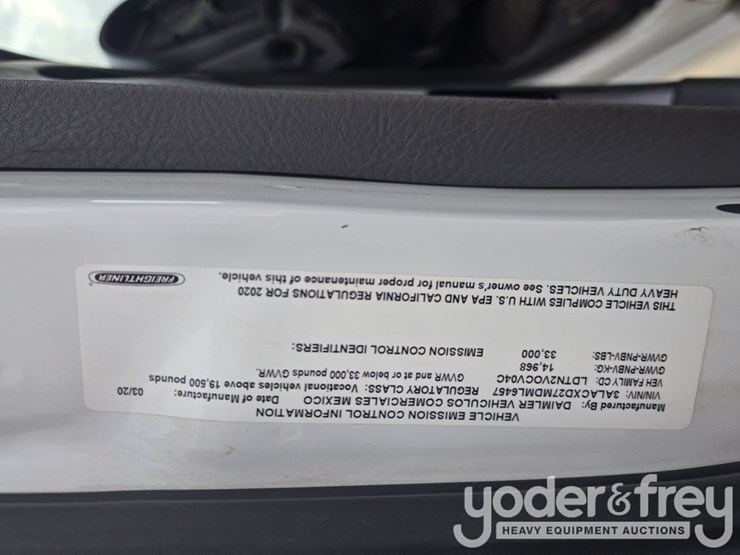 VEHICLE EMISSION CONTROL INFORMATION
Manufactured By: DAIMLER VEHICULOS COMERCIALES MEXICO Date of Manufacture: 03/20
VIN/NIV: 3ALACXD27MDML6457 REGULATORY CLASS: Vocational vehicles above 19,500 pounds
VEH FAMILY CD: LDTN2VOCV04C GVWR and at or below 33,000 pounds GVWR.
GVWR-PNBV-KG: 14,968
GVWR-PNBV-LBS: 33,000 EMISSION CONTROL IDENTIFIERS:
THIS VEHICLE COMPLIES WITH U.S. EPA AND CALIFORNIA REGULATIONS FOR 2020
HEAVY DUTY VEHICLES. See owner's manual for proper maintenance of this vehicle.
FREIGHTLINER
yoder&frey
HEAVY EQUIPMENT AUCTIONS